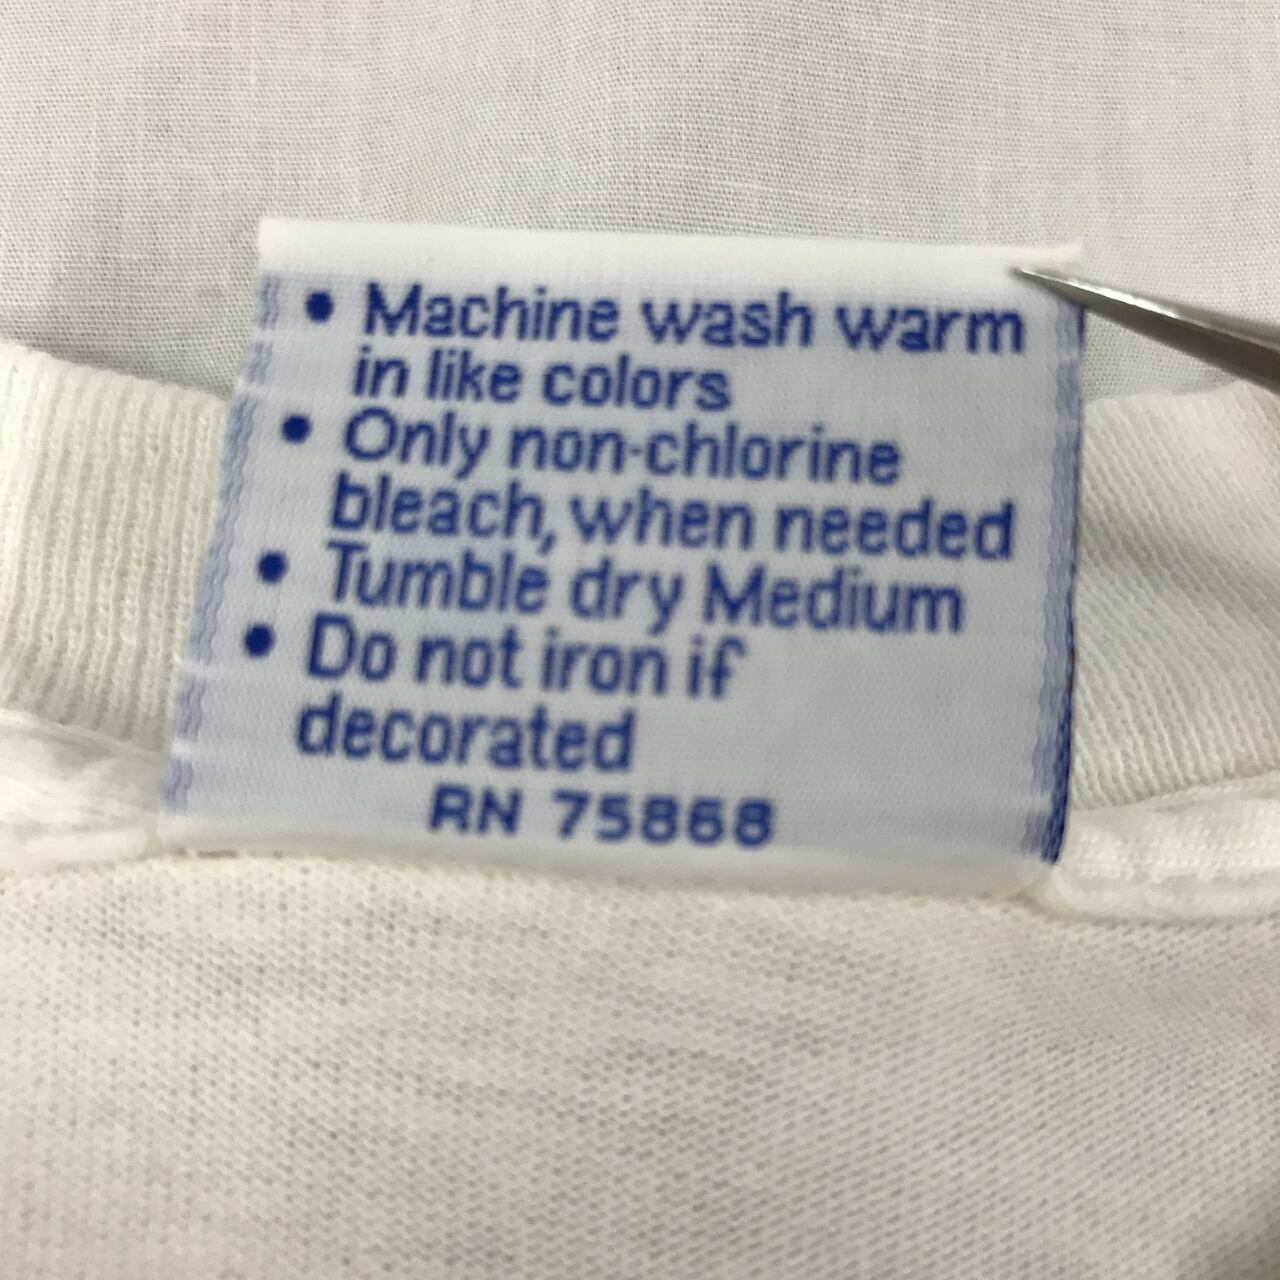 • Machine wash warm
in like colors
• Only non-chlorine
bleach, when needed
• Tumble dry Medium
• Do not iron if
decorated
RN 75868